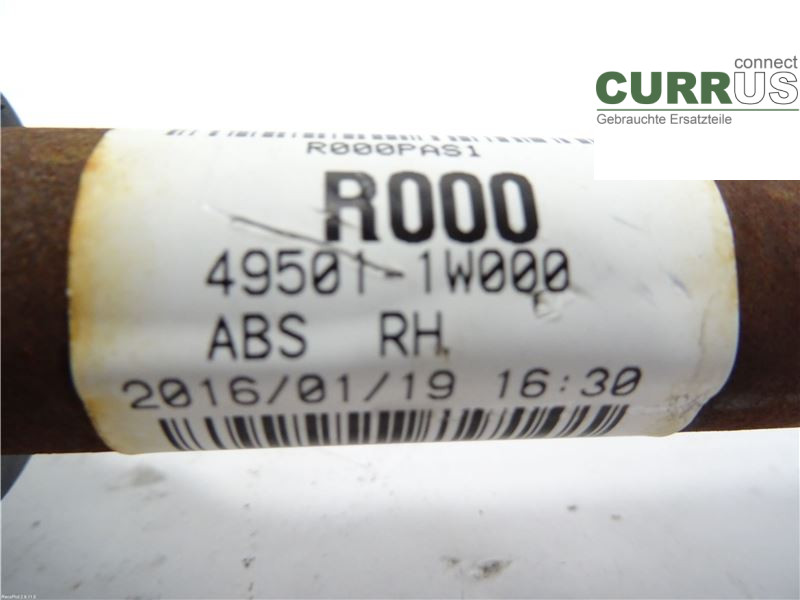 connect
CURRUS
Gebrauchte Ersatzteile
R000PAS1
R000
49501-1W000
ABS RH
2016/01/19 16:30